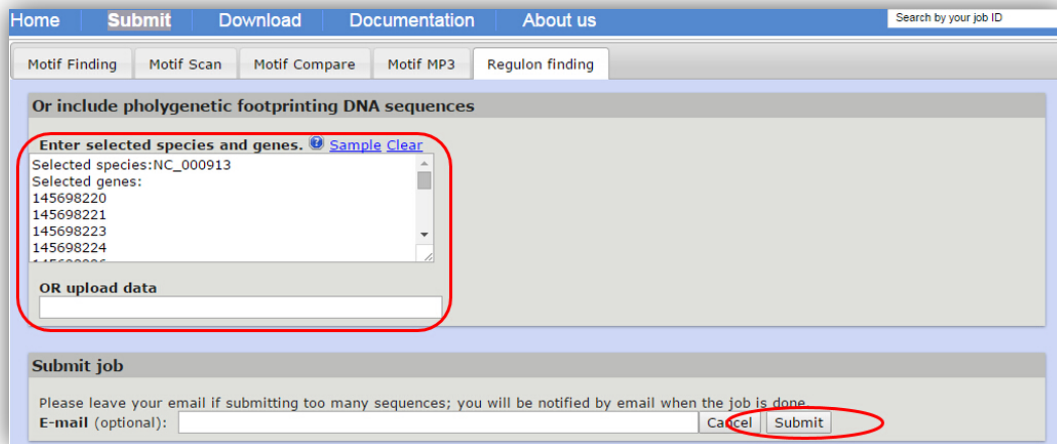 Home Submit Download Documentation About us Search by your job ID
Motif Finding Motif Scan Motif Compare Motif MP3 Regulon finding
Or include pholygenetic footprinting DNA sequences
Enter selected species and genes. Sample Clear
Selected species:NC_000913
Selected genes:
145698220
145698221
145698223
145698224
OR upload data
Submit job
Please leave your email if submitting too many sequences; you will be notified by email when the job is done.
E-mail (optional): Cancel Submit